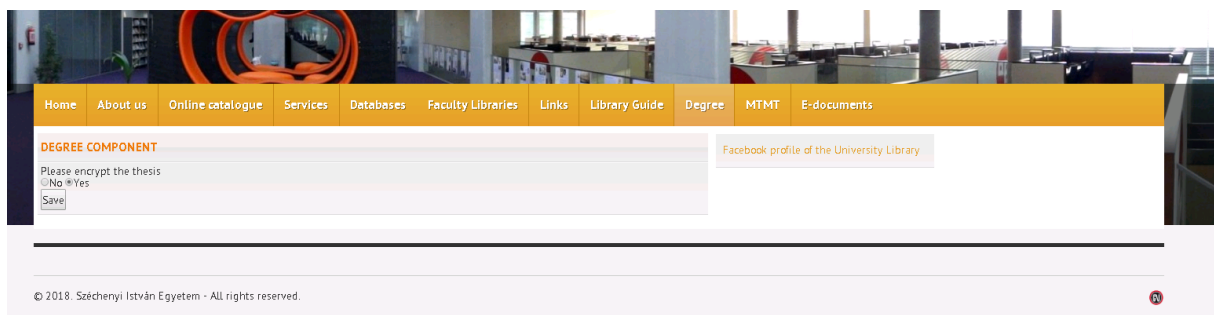 Home About us Online catalogue Services Databases Faculty Libraries Links Library Guide Degree MTMT E-documents
DEGREE COMPONENT
Please encrypt the thesis
No Yes
Save
Facebook profile of the University Library
© 2018. Széchenyi István Egyetem - All rights reserved.